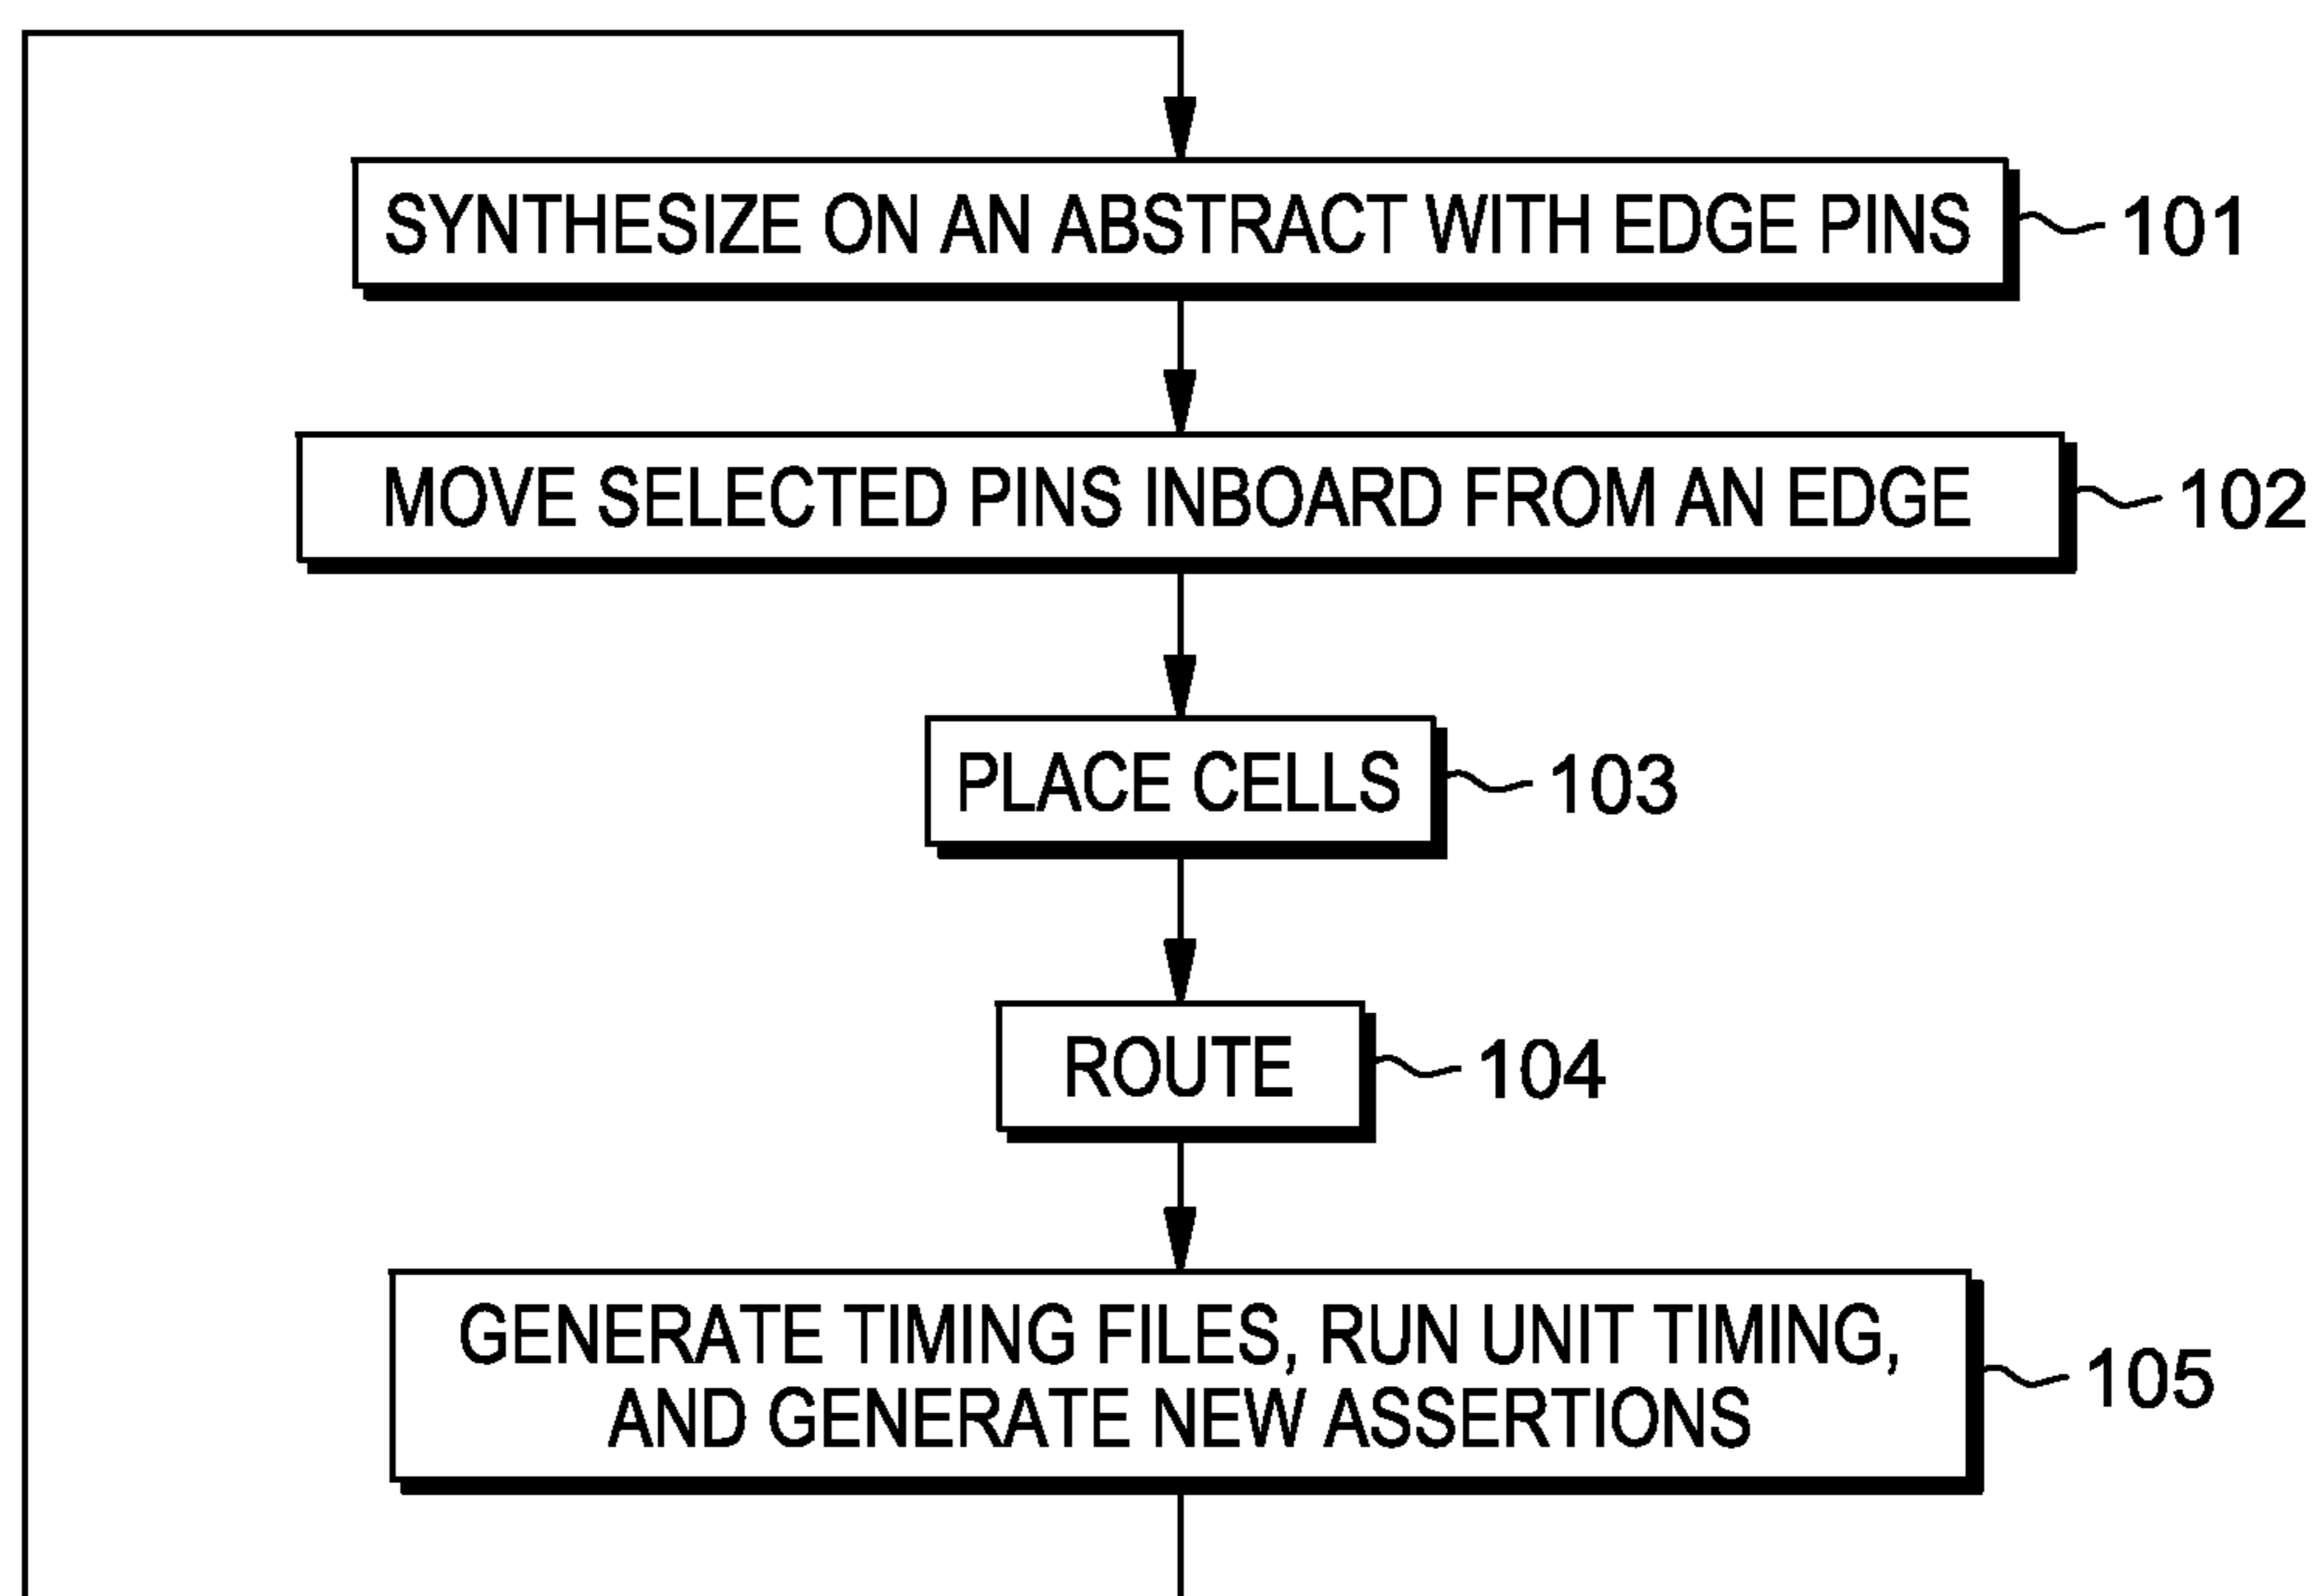 SYNTHESIZE ON AN ABSTRACT WITH EDGE PINS
101
MOVE SELECTED PINS INBOARD FROM AN EDGE
102
PLACE CELLS
103
ROUTE
104
GENERATE TIMING FILES, RUN UNIT TIMING,
AND GENERATE NEW ASSERTIONS
105